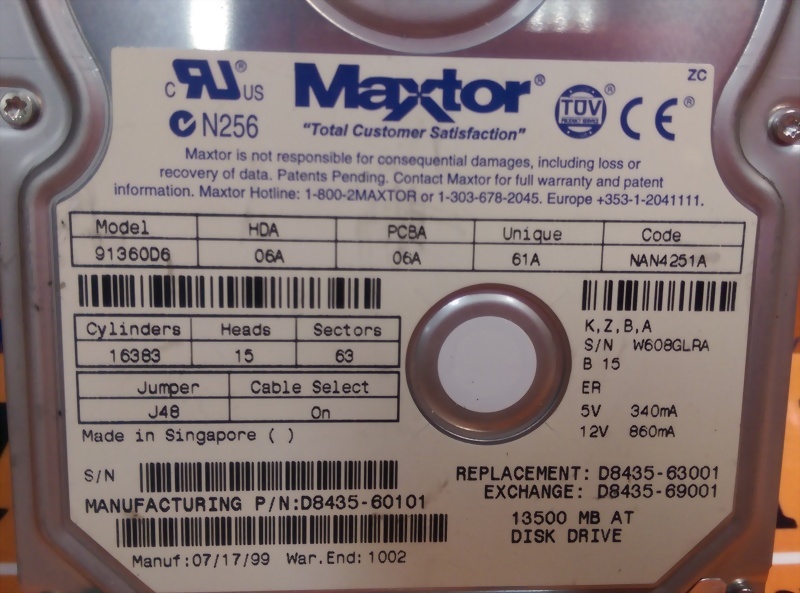 ZC
C RU ® US Maxtor® TÜV PRODUCT SERVICE ® CE ®
N256 "Total Customer Satisfaction"
Maxtor is not responsible for consequential damages, including loss or
recovery of data. Patents Pending. Contact Maxtor for full warranty and patent
information. Maxtor Hotline: 1-800-2MAXTOR or 1-303-678-2045. Europe +353-1-2041111.
Model HDA PCBA Unique Code
91360D6 06A 06A 61A NAN4251A
Cylinders Heads Sectors
16383 15 63
Jumper Cable Select
J48 On
K,Z,B,A
S/N W608GLRA
B 15
ER
5V 340mA
12V 860mA
Made in Singapore ( )
S/N
MANUFACTURING P/N:D8435-60101
Manuf:07/17/99 War.End: 1002
REPLACEMENT: D8435-63001
EXCHANGE: D8435-69001
13500 MB AT
DISK DRIVE